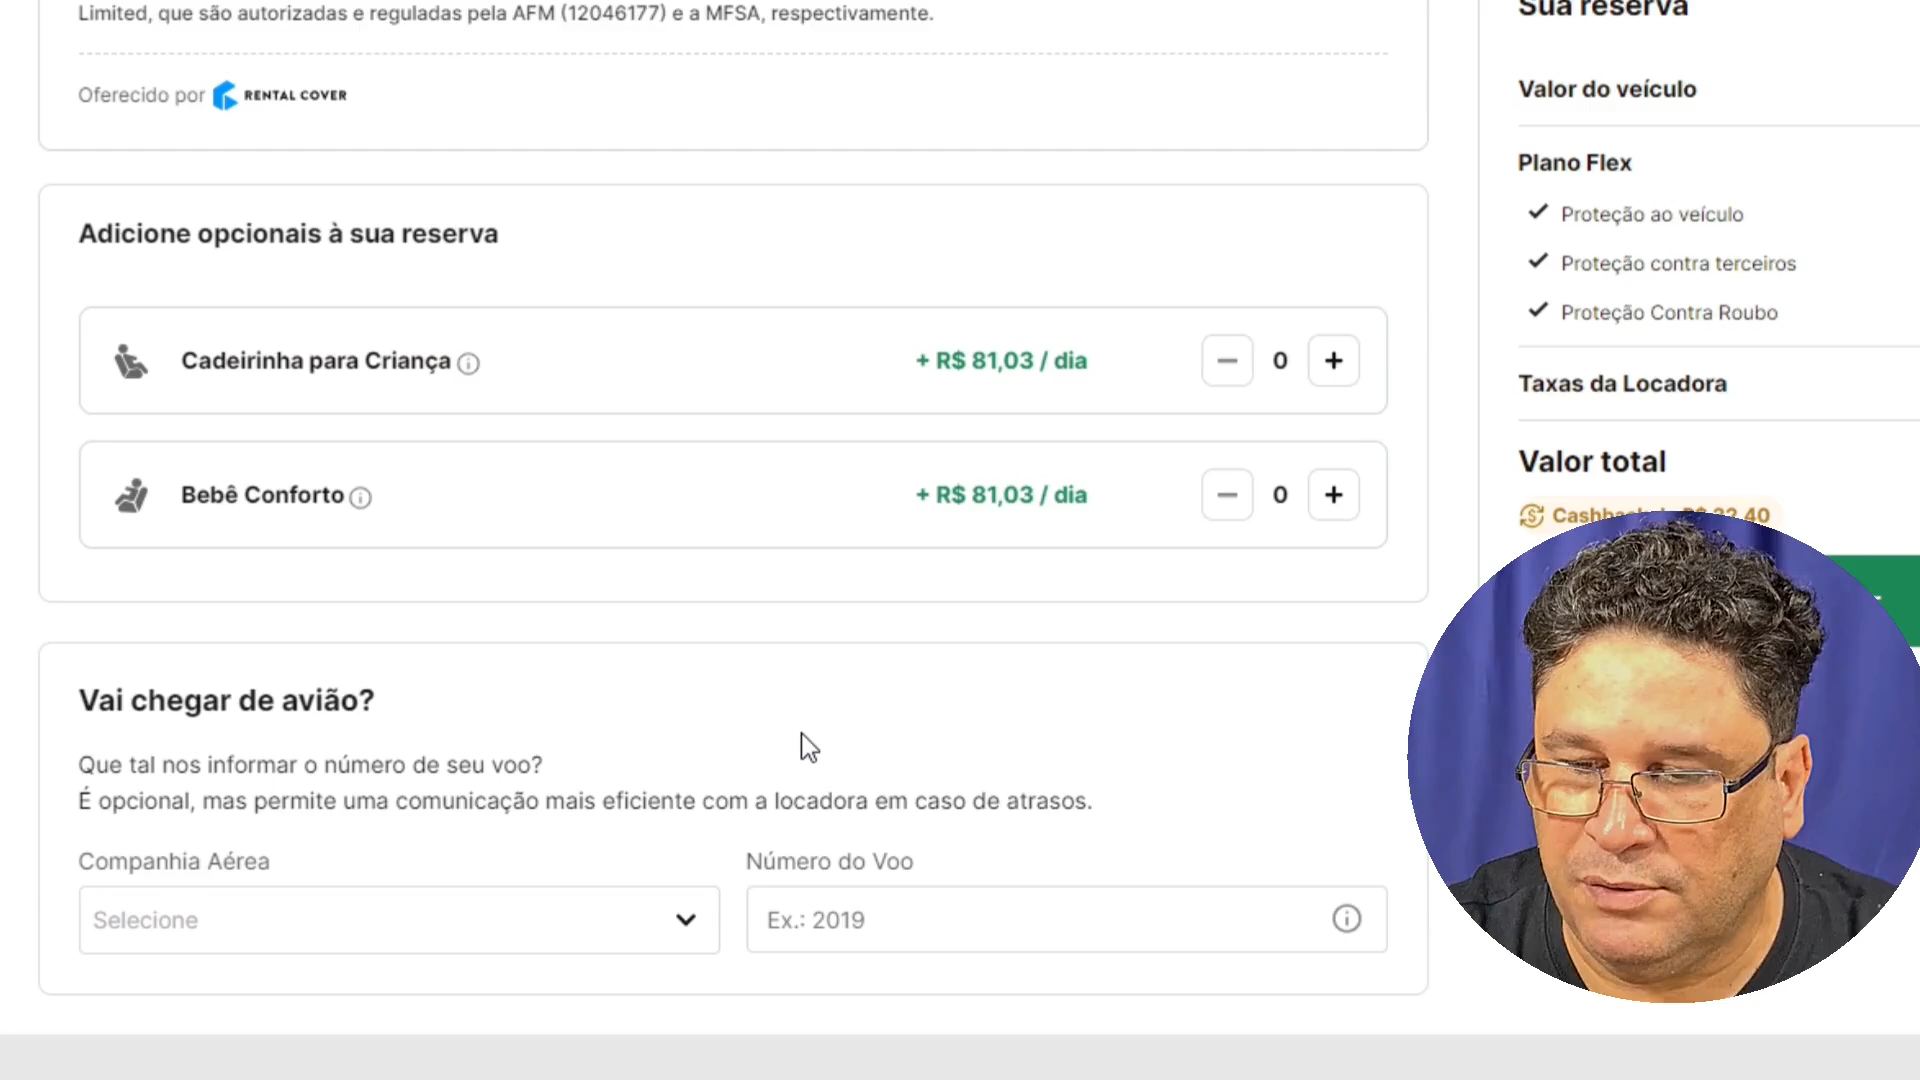 Limited, que são autorizadas e reguladas pela AFM (12046177) e a MFSA, respectivamente.
Oferecido por RENTAL COVER
Adicione opcionais à sua reserva
Cadeirinha para Criança + R$ 81,03 / dia 0
Bebê Conforto + R$ 81,03 / dia 0
Vai chegar de avião?
Que tal nos informar o número de seu voo?
É opcional, mas permite uma comunicação mais eficiente com a locadora em caso de atrasos.
Companhia Aérea
Selecione
Número do Voo
Ex.: 2019
Sua reserva
Valor do veículo
Plano Flex
Proteção ao veículo
Proteção contra terceiros
Proteção Contra Roubo
Taxas da Locadora
Valor total